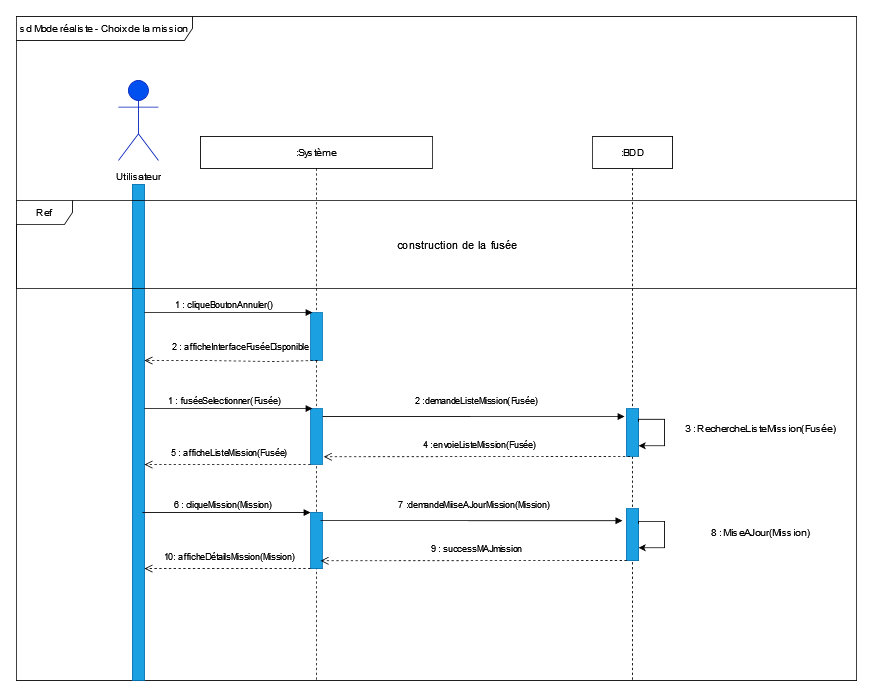 sd Mode réaliste - Choix de la mission
:Système
:BDD
Utilisateur
Ref
construction de la fusée
1 : cliqueBoutonAnnuler()
2 : afficheInterfaceFuséeDisponible
1 : fuséeSelectionner(Fusée)
2 :demandeListeMission(Fusée)
3 : RechercheListeMission(Fusée)
4 :envoieListeMission(Fusée)
5 : afficheListeMission(Fusée)
6 : cliqueMission(Mission)
7 :demandeMiseAJourMission(Mission)
8 : MiseAJour(Mission)
9 : successMAJmission
10: afficheDétailsMission(Mission)